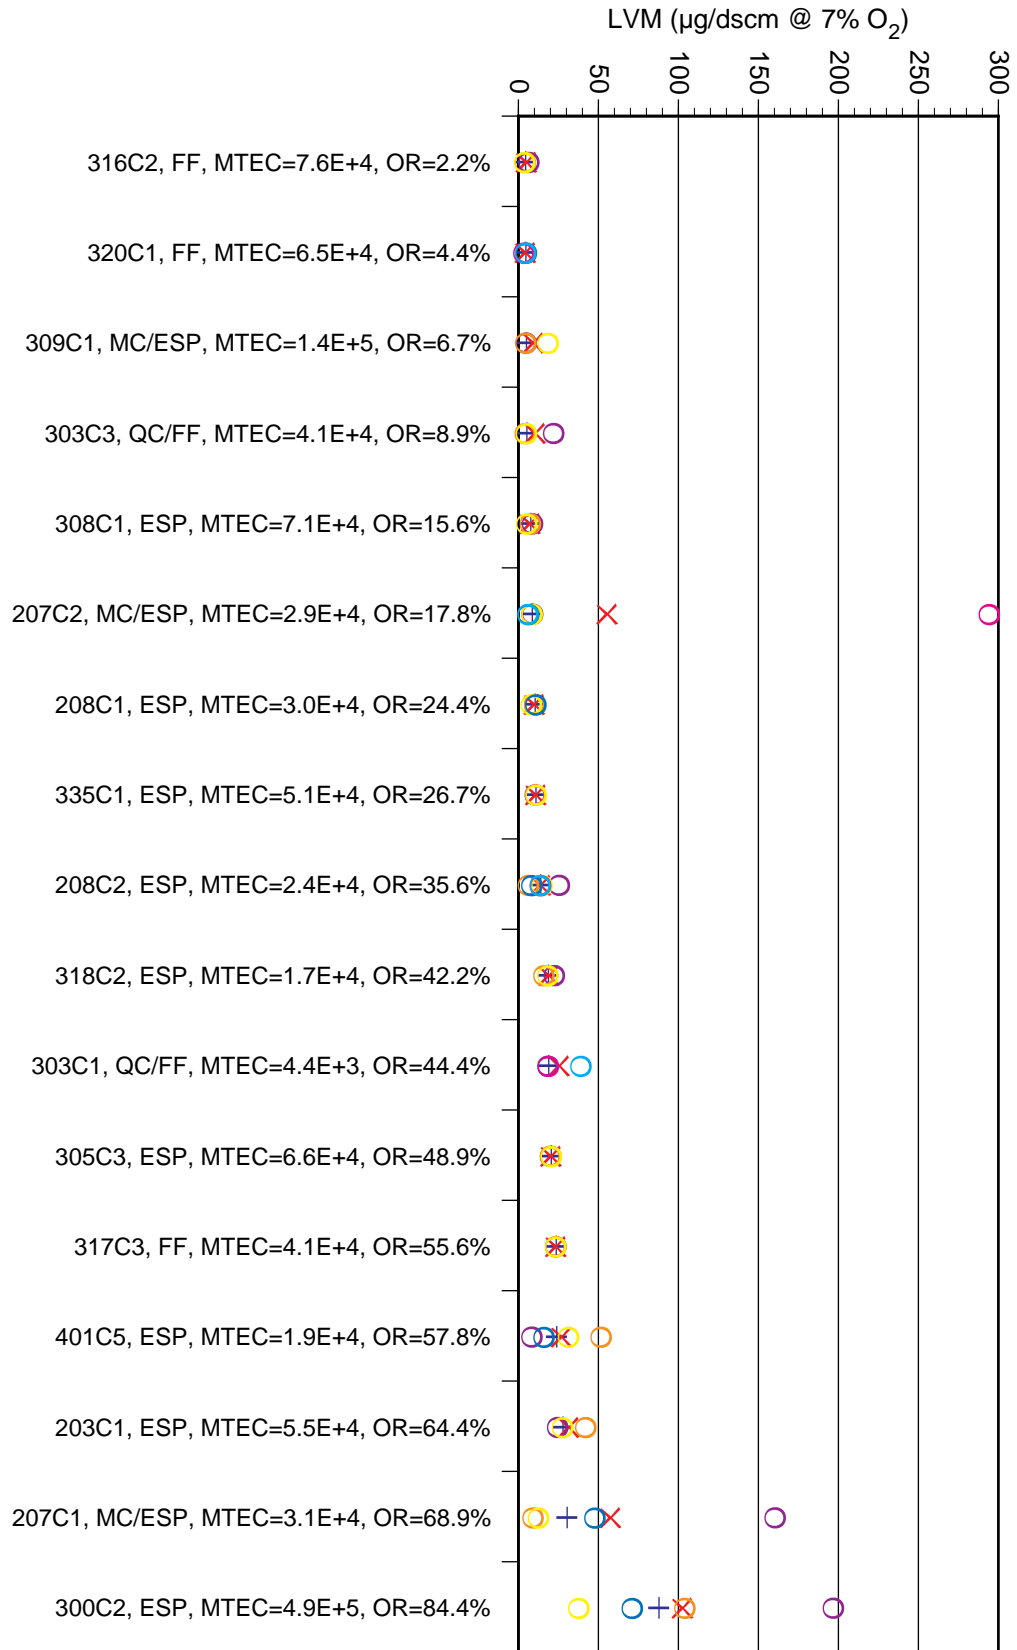 LVM (µg/dscm @ 7% O2)
0 50 100 150 200 250 300
316C2, FF, MTEC=7.6E+4, OR=2.2%
320C1, FF, MTEC=6.5E+4, OR=4.4%
309C1, MC/ESP, MTEC=1.4E+5, OR=6.7%
303C3, QC/FF, MTEC=4.1E+4, OR=8.9%
308C1, ESP, MTEC=7.1E+4, OR=15.6%
207C2, MC/ESP, MTEC=2.9E+4, OR=17.8%
208C1, ESP, MTEC=3.0E+4, OR=24.4%
335C1, ESP, MTEC=5.1E+4, OR=26.7%
208C2, ESP, MTEC=2.4E+4, OR=35.6%
318C2, ESP, MTEC=1.7E+4, OR=42.2%
303C1, QC/FF, MTEC=4.4E+3, OR=44.4%
305C3, ESP, MTEC=6.6E+4, OR=48.9%
317C3, FF, MTEC=4.1E+4, OR=55.6%
401C5, ESP, MTEC=1.9E+4, OR=57.8%
203C1, ESP, MTEC=5.5E+4, OR=64.4%
207C1, MC/ESP, MTEC=3.1E+4, OR=68.9%
300C2, ESP, MTEC=4.9E+5, OR=84.4%